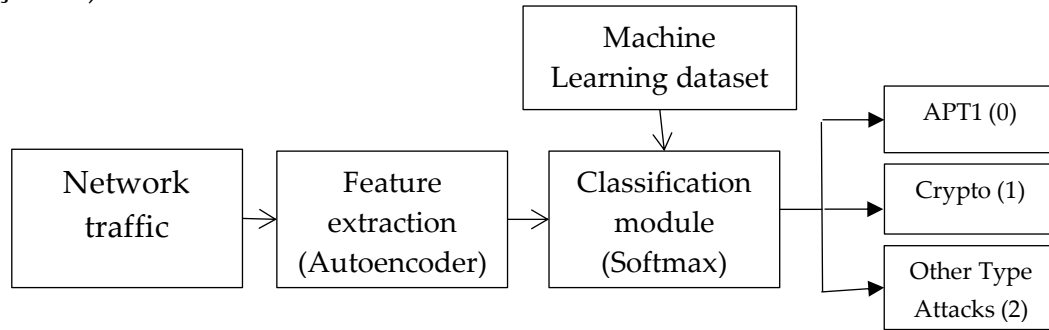 Machine
Learning dataset
Network
traffic
Feature
extraction
(Autoencoder)
Classification
module
(Softmax)
APT1 (0)
Crypto (1)
Other Type
Attacks (2)